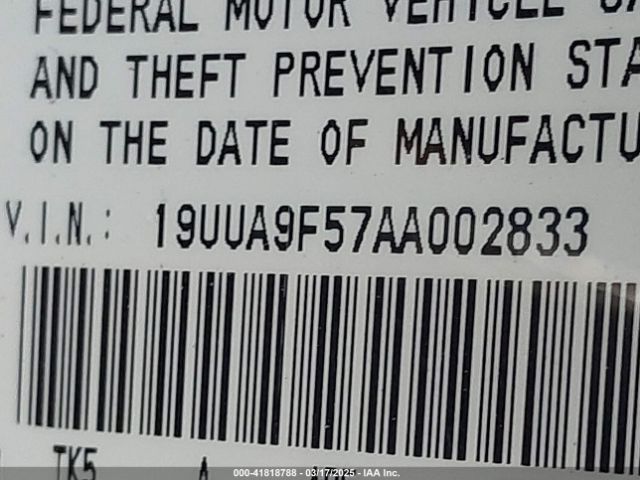 FEDERAL MOTOR VEHICLE
AND THEFT PREVENTION STA
ON THE DATE OF MANUFACTU
V.I.N.: 19UUA9F57AA002833
TK5 A
000-41818788 - 03/17/2025 - IAA Inc.